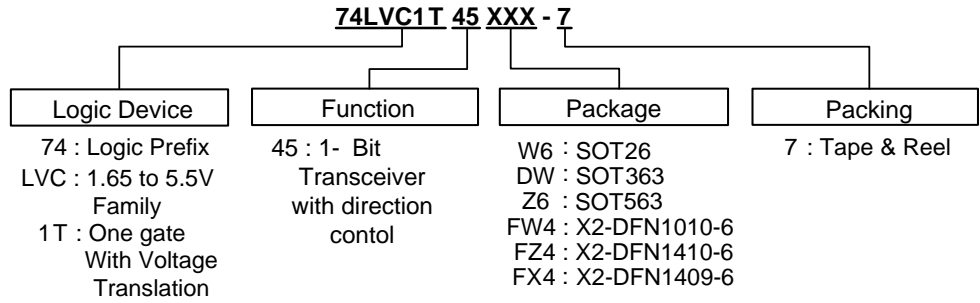 74LVC1T 45 XXX - 7
Logic Device
74 : Logic Prefix
LVC : 1.65 to 5.5V
Family
1T : One gate
With Voltage
Translation
Function
45 : 1- Bit
Transceiver
with direction
contol
Package
W6 : SOT26
DW : SOT363
Z6 : SOT563
FW4 : X2-DFN1010-6
FZ4 : X2-DFN1410-6
FX4 : X2-DFN1409-6
Packing
7 : Tape & Reel